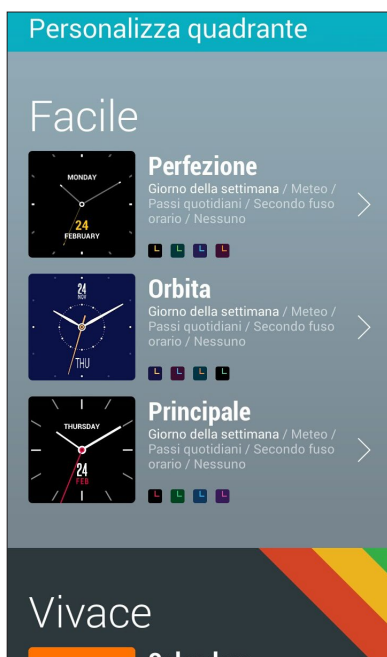 Personalizza quadrante
Facile
MONDAY
24
FEBRUARY
Perfezione
Giorno della settimana / Meteo /
Passi quotidiani / Secondo fuso
orario / Nessuno
24
NOV
THU
Orbita
Giorno della settimana / Meteo /
Passi quotidiani / Secondo fuso
orario / Nessuno
THURSDAY
24
FEB
Principale
Giorno della settimana / Meteo /
Passi quotidiani / Secondo fuso
orario / Nessuno
Vivace